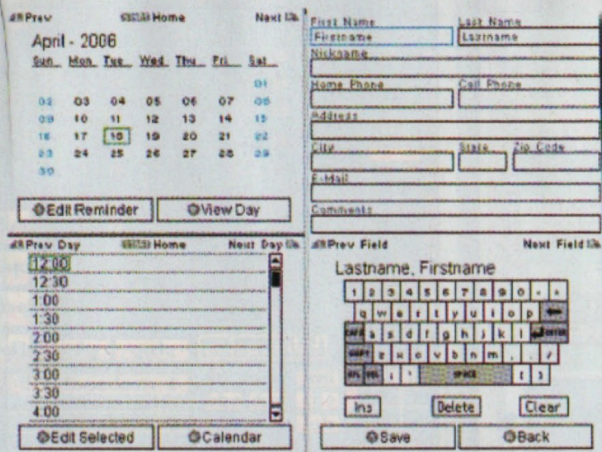 Prev Home Next
April - 2006
Sun Mon Tue Wed Thu Fri Sat
01
02 03 04 05 06 07 08
09 10 11 12 13 14 15
16 17 18 19 20 21 22
23 24 25 26 27 28 29
30
Edit Reminder View Day
First Name Last Name
Firstname Lastname
Nickname
Home Phone Cell Phone
Address
City State Zip Code
E-Mail
Comments
Prev Day Home Next Day
12:00
12:30
1:00
1:30
2:00
2:30
3:00
3:30
4:00
Edit Selected Calendar
Prev Field Next Field
Lastname, Firstname
1 2 3 4 5 6 7 8 9 0
q w e r t y u i o p
a s d f g h j k l ENTER
SHIFT z x c v b n m , . /
SPACE [ ]
Ins Delete Clear
Save Back